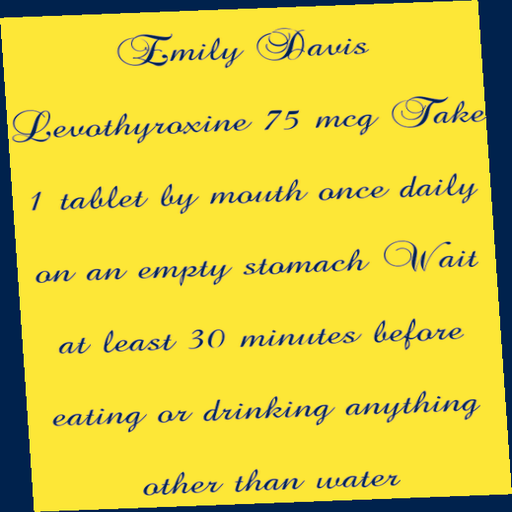 Emily Davis
Levothyroxine 75 mcg Take
1 tablet by mouth once daily
on an empty stomach Wait
at least 30 minutes before
eating or drinking anything
other than water